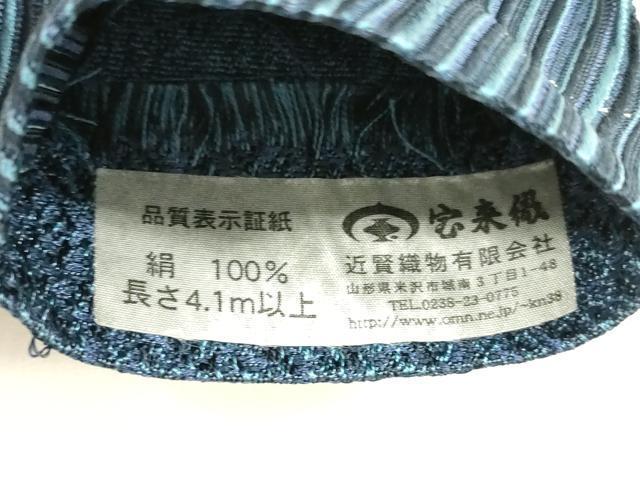 品質表示証紙
絹 100%
長さ4.1m以上
宝来織
近賢織物有限会社
山形県米沢市城南3丁目1-48
TEL.0238-23-0775
http://www.omn.ne.jp/~kn38